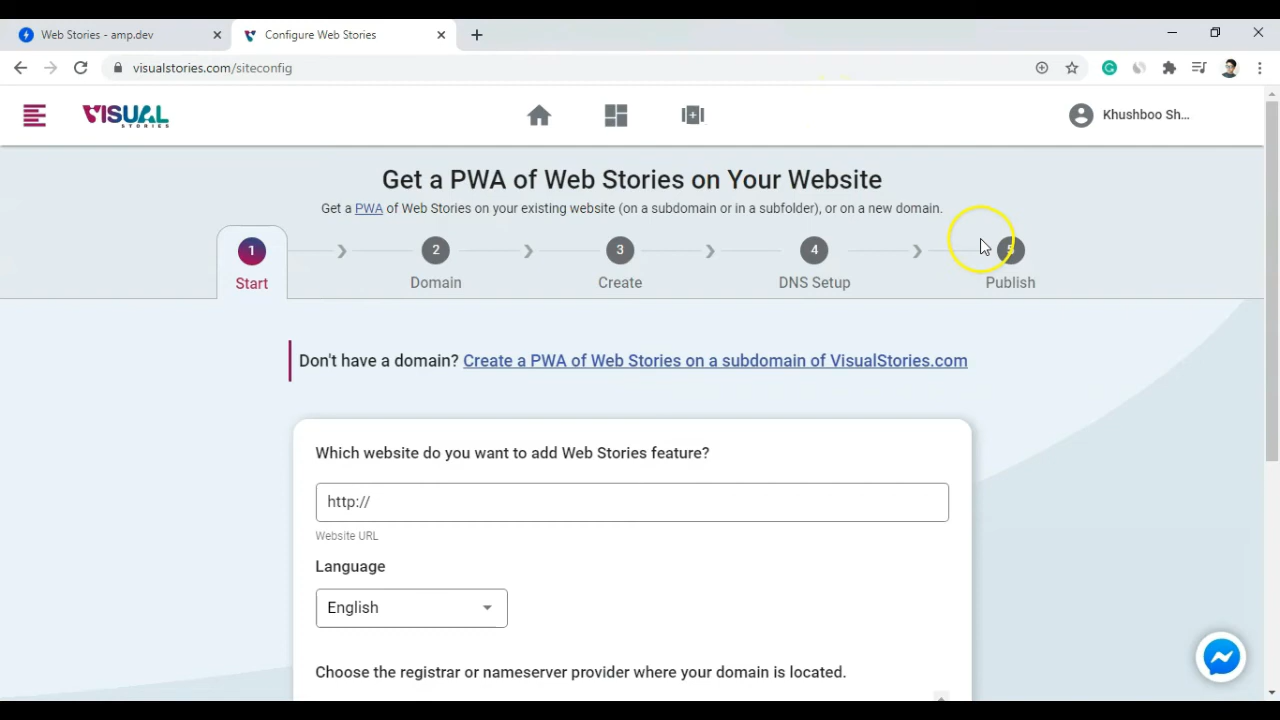 Web Stories - amp.dev
Configure Web Stories
visualstories.com/siteconfig
VISUAL
STORIES
Khushboo Sh...
Get a PWA of Web Stories on Your Website
Get a PWA of Web Stories on your existing website (on a subdomain or in a subfolder), or on a new domain.
1
2
3
4
5
Start
Domain
Create
DNS Setup
Publish
Don't have a domain? Create a PWA of Web Stories on a subdomain of VisualStories.com
Which website do you want to add Web Stories feature?
http://
Website URL
Language
English
Choose the registrar or nameserver provider where your domain is located.